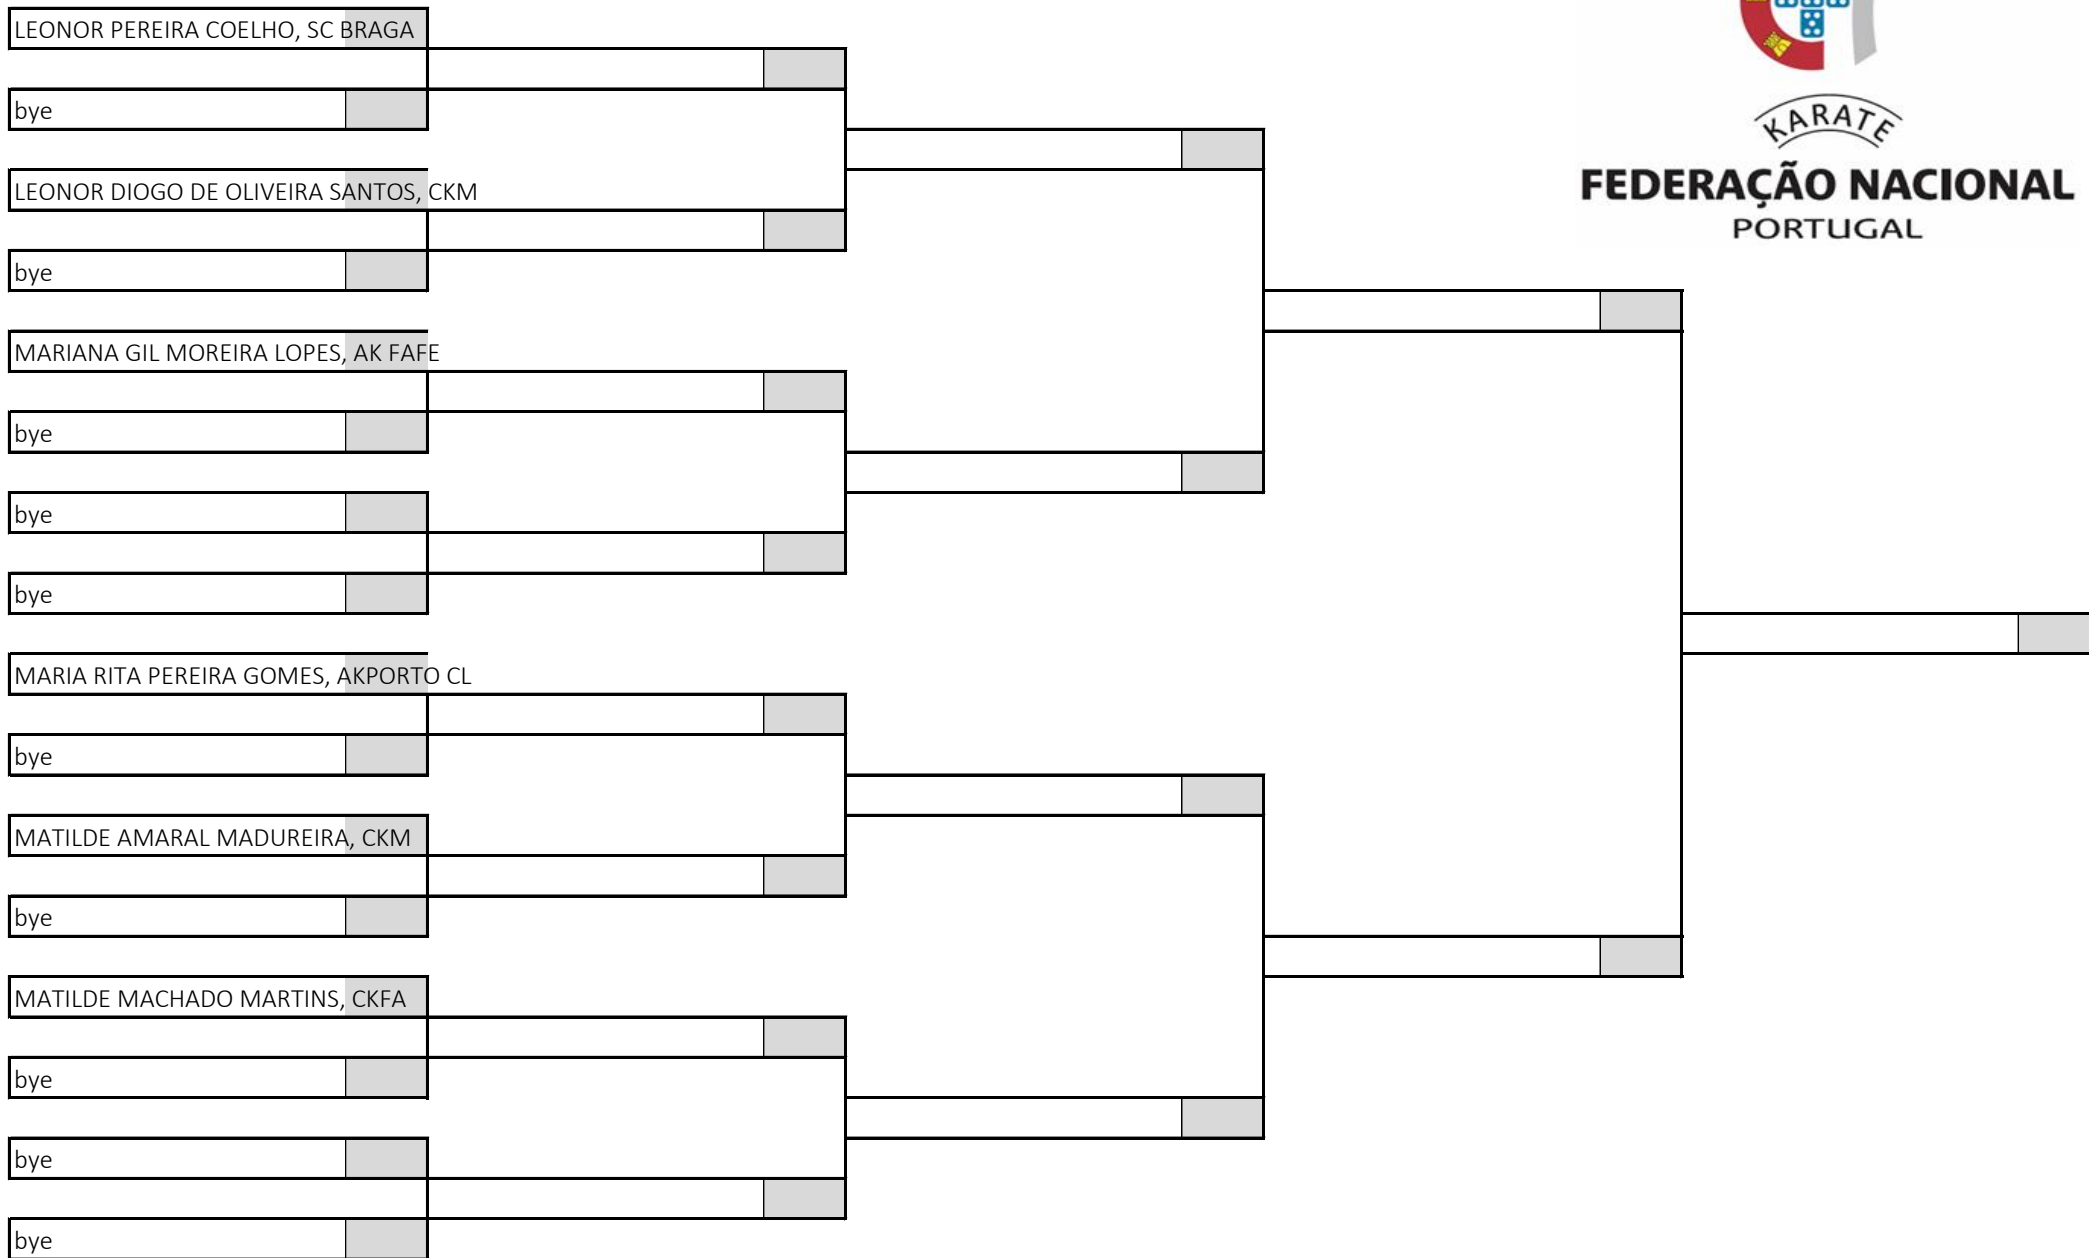 LEONOR PEREIRA COELHO, SC BRAGA
bye
LEONOR DIOGO DE OLIVEIRA SANTOS, CKM
bye
MARIANA GIL MOREIRA LOPES, AK FAFE
bye
bye
bye
MARIA RITA PEREIRA GOMES, AKPORTO CL
bye
MATILDE AMARAL MADUREIRA, CKM
bye
MATILDE MACHADO MARTINS, CKFA
bye
bye
bye
KARATE
FEDERAÇÃO NACIONAL
PORTUGAL